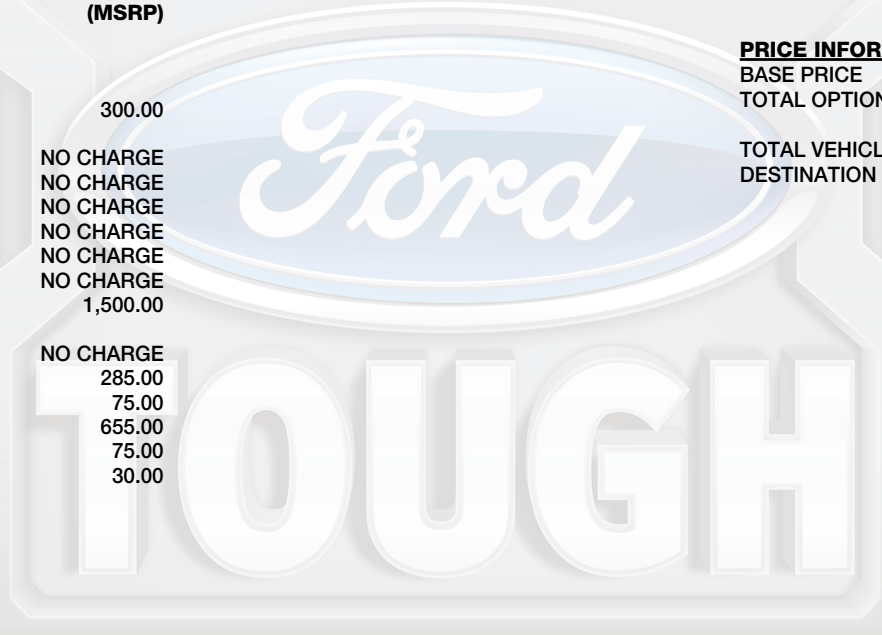 (MSRP)
300.00
NO CHARGE
NO CHARGE
NO CHARGE
NO CHARGE
NO CHARGE
NO CHARGE
1,500.00
NO CHARGE
285.00
75.00
655.00
75.00
30.00
PRICE INFOR
BASE PRICE
TOTAL OPTION
TOTAL VEHICL
DESTINATION
Ford
TOUGH